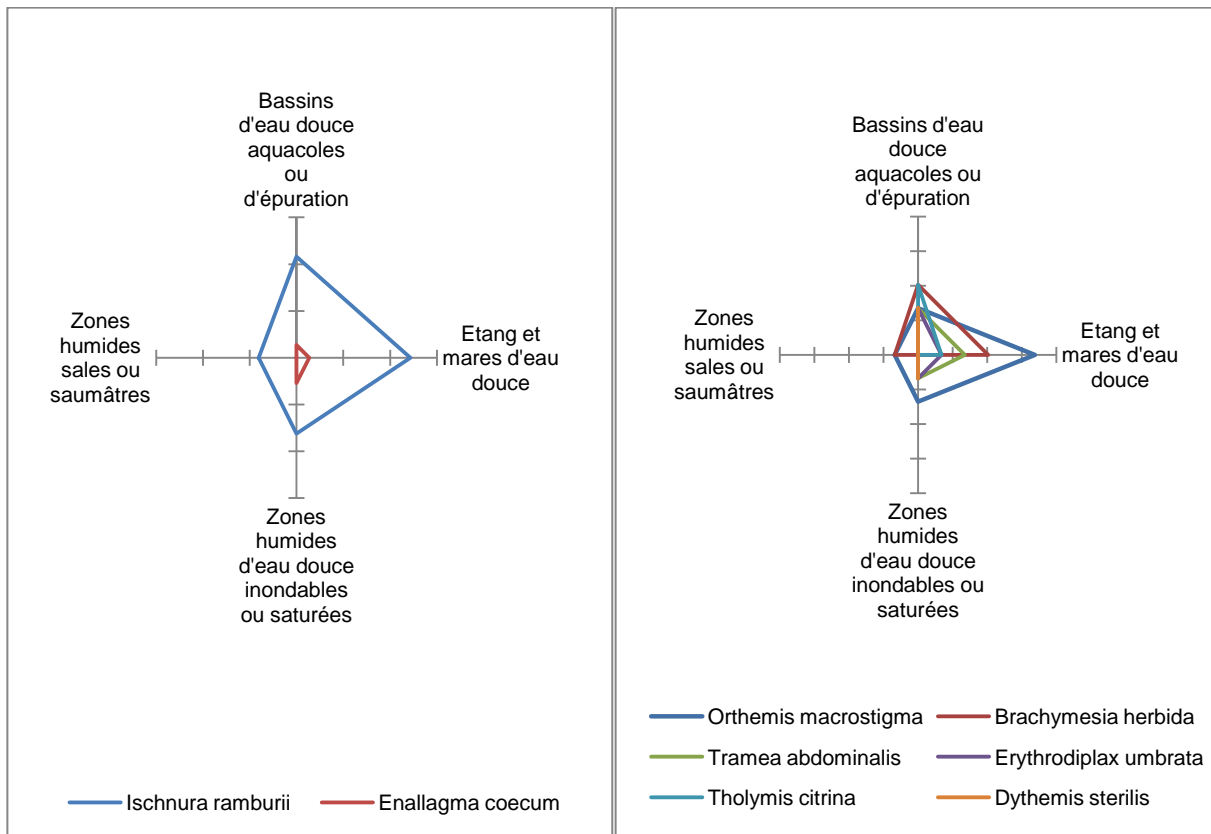 Bassins
d'eau douce
aquacoles
ou
d'épuration
Zones
humides
sales ou
saumâtres
Etang et
mares d'eau
douce
Zones
humides
d'eau douce
inondables
ou saturées
Ischnura ramburii
Enallagma coecum
Bassins d'eau
douce
aquacoles ou
d'épuration
Zones
humides
sales ou
saumâtres
Etang et
mares d'eau
douce
Zones
humides
d'eau douce
inondables ou
saturées
Orthemis macrostigma
Brachymesia herbida
Tramea abdominalis
Erythrodiplax umbrata
Tholymis citrina
Dythemis sterilis